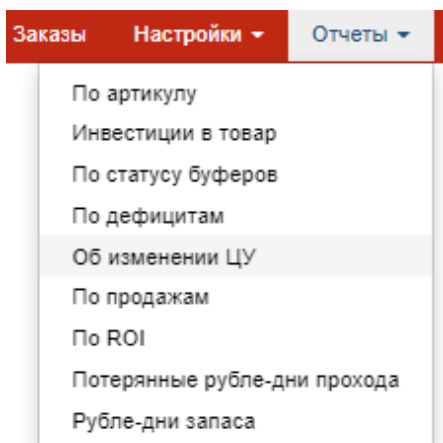 Заказы Настройки Отчеты
По артикулу
Инвестиции в товар
По статусу буферов
По дефицитам
Об изменении ЦУ
По продажам
По ROI
Потерянные рубле-дни прохода
Рубле-дни запаса